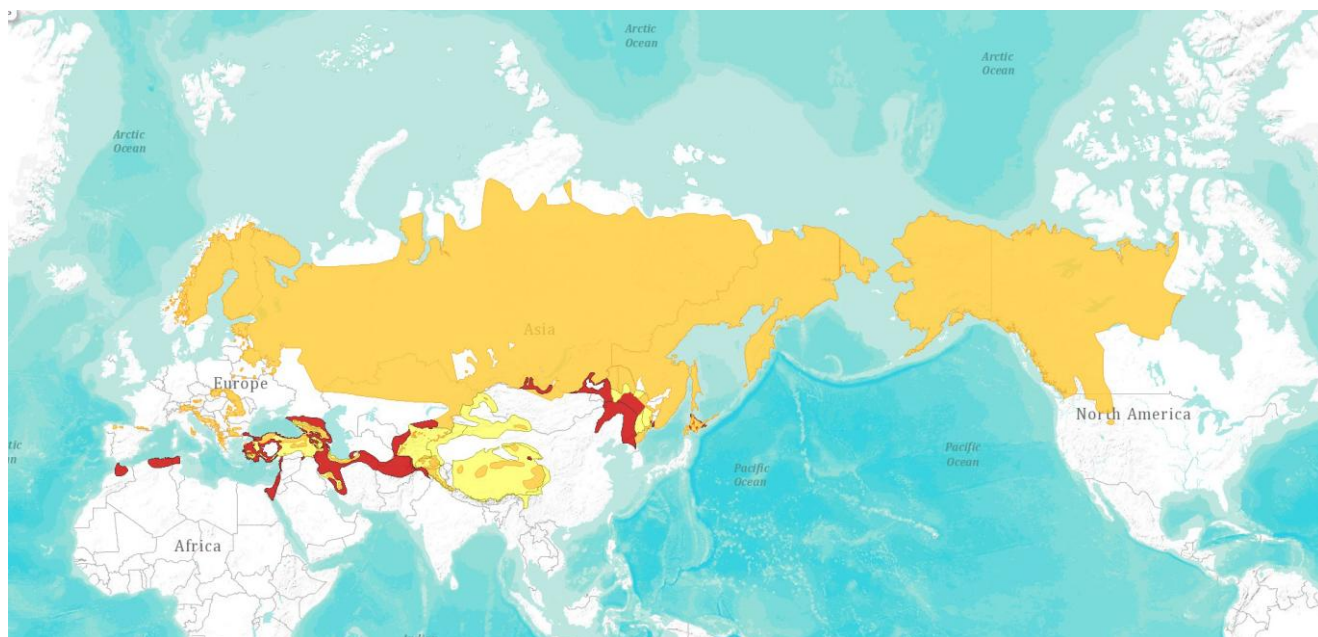 Arctic
Ocean
Arctic
Ocean
Arctic
Ocean
Asia
Europe
North America
Pacific
Ocean
Pacific
Ocean
Africa